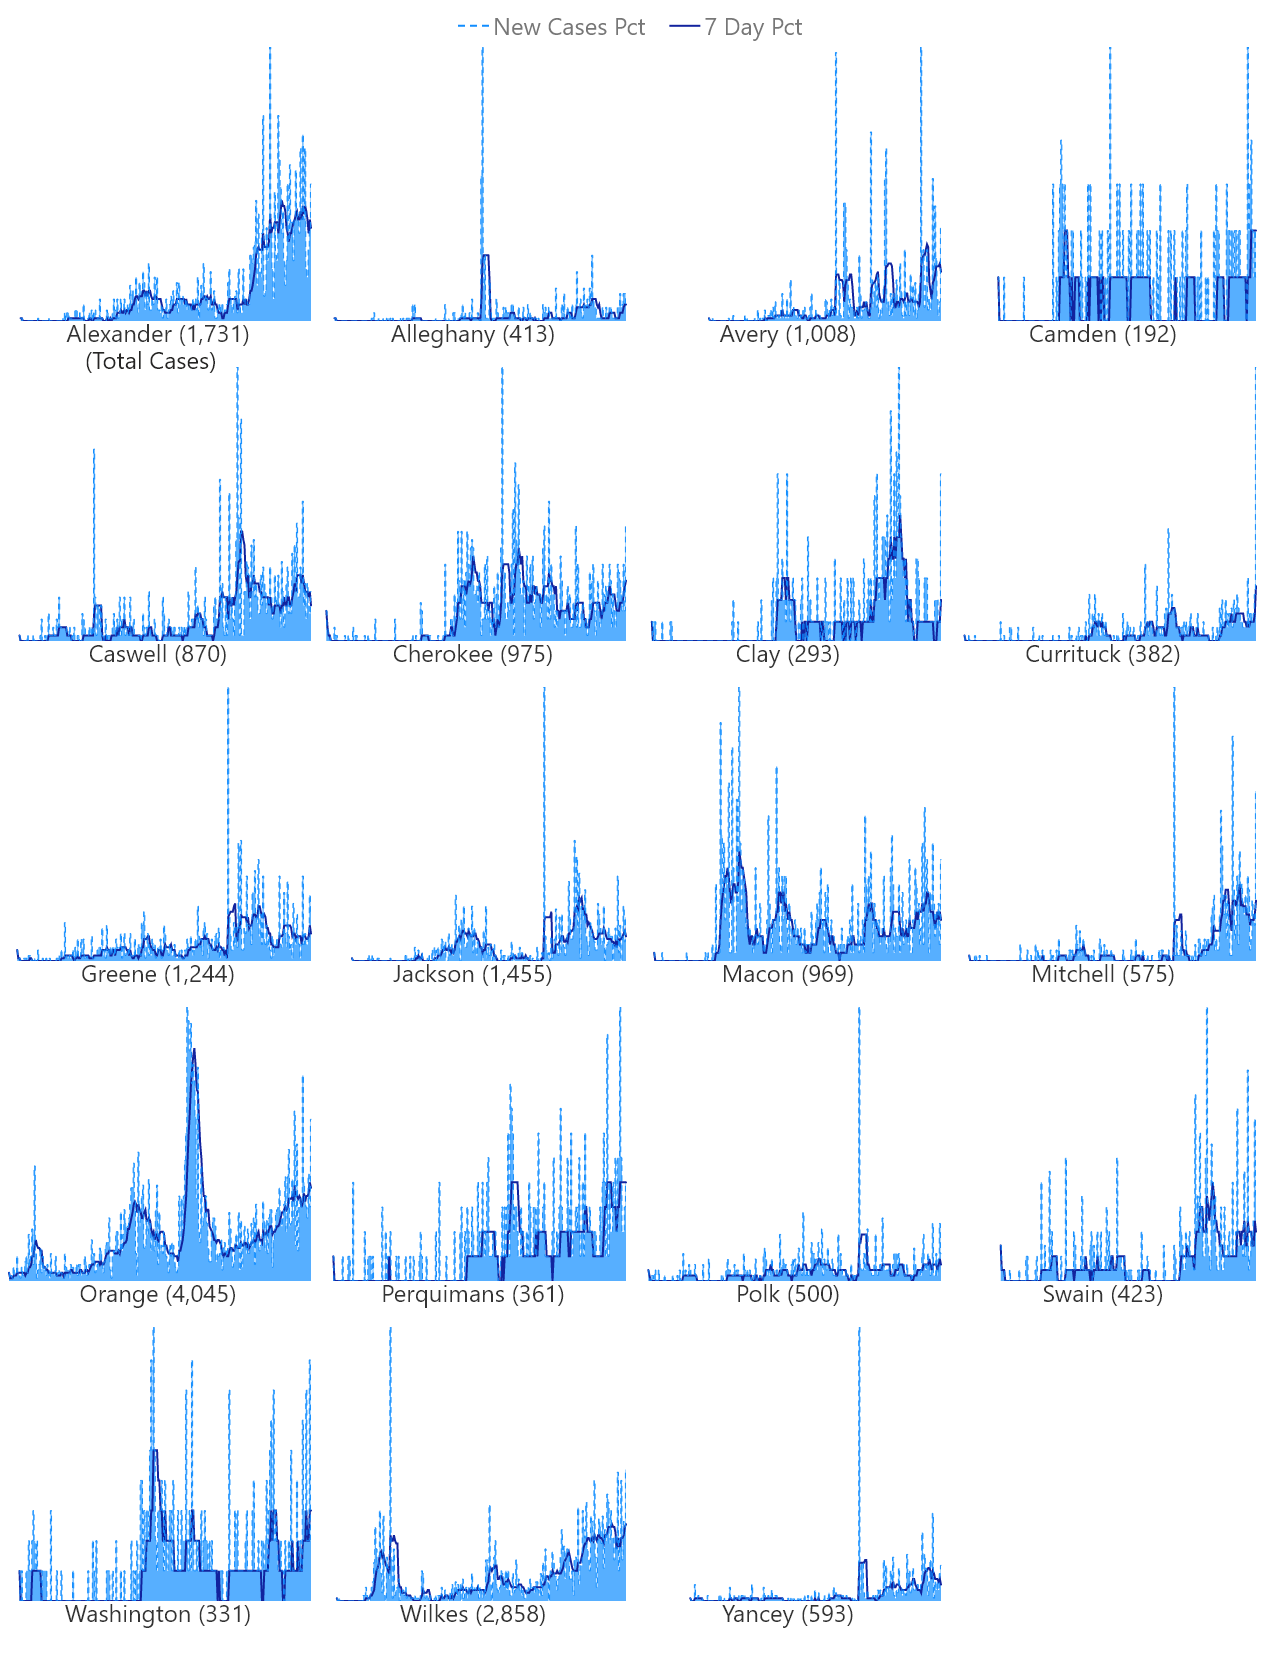 New Cases Pct 7 Day Pct
Alexander (1,731) Alleghany (413) Avery (1,008) Camden (192)
(Total Cases)
Caswell (870) Cherokee (975) Clay (293) Currituck (382)
Greene (1,244) Jackson (1,455) Macon (969) Mitchell (575)
Orange (4,045) Perquimans (361) Polk (500) Swain (423)
Washington (331) Wilkes (2,858) Yancey (593)